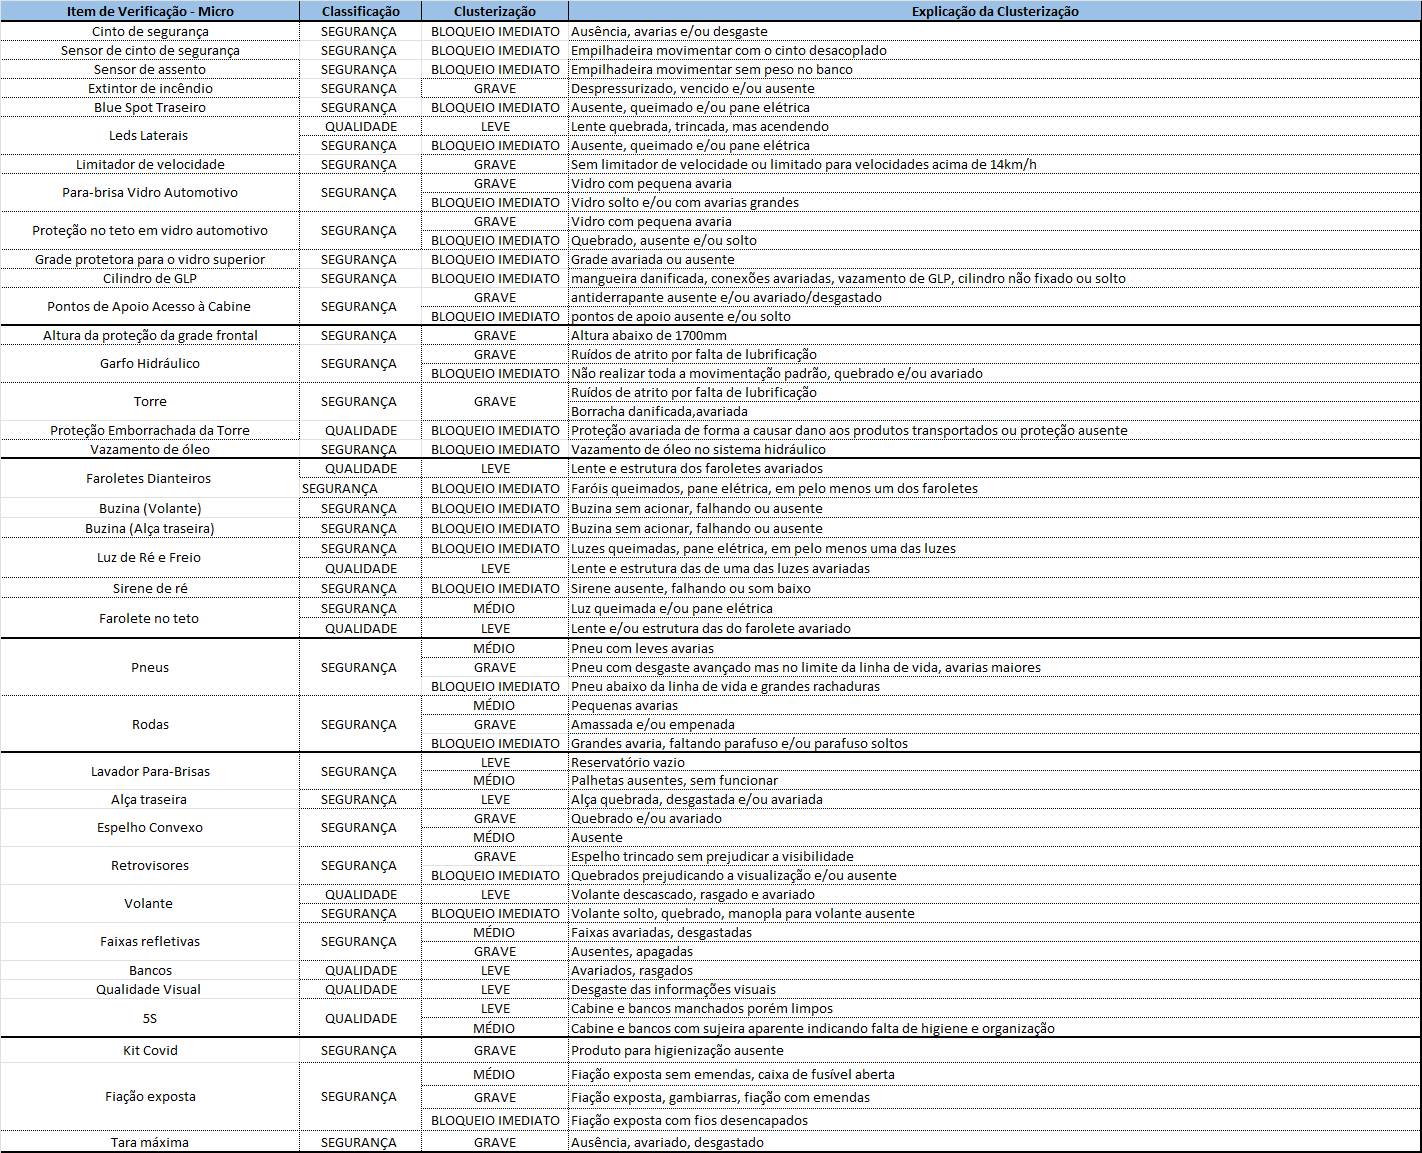 Item de Verificação - Micro Classificação Clusterização Explicação da Clusterização
Cinto de segurança SEGURANÇA BLOQUEIO IMEDIATO Ausência, avarias e/ou desgaste
Sensor de cinto de segurança SEGURANÇA BLOQUEIO IMEDIATO Empilhadeira movimentar com o cinto desacoplado
Sensor de assento SEGURANÇA BLOQUEIO IMEDIATO Empilhadeira movimentar sem peso no banco
Extintor de incêndio SEGURANÇA GRAVE Despressurizado, vencido e/ou ausente
Blue Spot Traseiro SEGURANÇA BLOQUEIO IMEDIATO Ausente, queimado e/ou pane elétrica
Leds Laterais QUALIDADE LEVE Lente quebrada, trincada, mas acendendo
SEGURANÇA BLOQUEIO IMEDIATO Ausente, queimado e/ou pane elétrica
Limitador de velocidade SEGURANÇA GRAVE Sem limitador de velocidade ou limitado para velocidades acima de 14km/h
Para-brisa Vidro Automotivo SEGURANÇA GRAVE Vidro com pequena avaria
BLOQUEIO IMEDIATO Vidro solto e/ou com avarias grandes
Proteção no teto em vidro automotivo SEGURANÇA GRAVE Vidro com pequena avaria
BLOQUEIO IMEDIATO Quebrado, ausente e/ou solto
Grade protetora para o vidro superior SEGURANÇA BLOQUEIO IMEDIATO Grade avariada ou ausente
Cilindro de GLP SEGURANÇA BLOQUEIO IMEDIATO mangueira danificada, conexões avariadas, vazamento de GLP, cilindro não fixado ou solto
Pontos de Apoio Acesso à Cabine SEGURANÇA GRAVE antiderrapante ausente e/ou avariado/desgastado
BLOQUEIO IMEDIATO pontos de apoio ausente e/ou solto
Altura da proteção da grade frontal SEGURANÇA GRAVE Altura abaixo de 1700mm
Garfo Hidráulico SEGURANÇA GRAVE Ruídos de atrito por falta de lubrificação
BLOQUEIO IMEDIATO Não realizar toda a movimentação padrão, quebrado e/ou avariado
Torre SEGURANÇA GRAVE Ruídos de atrito por falta de lubrificação
Borracha danificada,avariada
Proteção Emborrachada da Torre QUALIDADE BLOQUEIO IMEDIATO Proteção avariada de forma a causar dano aos produtos transportados ou proteção ausente
Vazamento de óleo SEGURANÇA BLOQUEIO IMEDIATO Vazamento de óleo no sistema hidráulico
Faroletes Dianteiros QUALIDADE LEVE Lente e estrutura dos faroletes avariados
SEGURANÇA BLOQUEIO IMEDIATO Faróis queimados, pane elétrica, em pelo menos um dos faroletes
Buzina (Volante) SEGURANÇA BLOQUEIO IMEDIATO Buzina sem acionar, falhando ou ausente
Buzina (Alça traseira) SEGURANÇA BLOQUEIO IMEDIATO Buzina sem acionar, falhando ou ausente
Luz de Ré e Freio SEGURANÇA BLOQUEIO IMEDIATO Luzes queimadas, pane elétrica, em pelo menos uma das luzes
QUALIDADE LEVE Lente e estrutura das de uma das luzes avariadas
Sirene de ré SEGURANÇA BLOQUEIO IMEDIATO Sirene ausente, falhando ou som baixo
Farolete no teto SEGURANÇA MÉDIO Luz queimada e/ou pane elétrica
QUALIDADE LEVE Lente e/ou estrutura das do farolete avariado
Pneus SEGURANÇA MÉDIO Pneu com leves avarias
GRAVE Pneu com desgaste avançado mas no limite da linha de vida, avarias maiores
BLOQUEIO IMEDIATO Pneu abaixo da linha de vida e grandes rachaduras
Rodas SEGURANÇA MÉDIO Pequenas avarias
GRAVE Amassada e/ou empenada
BLOQUEIO IMEDIATO Grandes avaria, faltando parafuso e/ou parafuso soltos
Lavador Para-Brisas SEGURANÇA LEVE Reservatório vazio
MÉDIO Palhetas ausentes, sem funcionar
Alça traseira SEGURANÇA LEVE Alça quebrada, desgastada e/ou avariada
Espelho Convexo SEGURANÇA GRAVE Quebrado e/ou avariado
MÉDIO Ausente
Retrovisores SEGURANÇA GRAVE Espelho trincado sem prejudicar a visibilidade
BLOQUEIO IMEDIATO Quebrados prejudicando a visualização e/ou ausente
Volante QUALIDADE LEVE Volante descascado, rasgado e avariado
SEGURANÇA BLOQUEIO IMEDIATO Volante solto, quebrado, manopla para volante ausente
Faixas refletivas SEGURANÇA MÉDIO Faixas avariadas, desgastadas
GRAVE Ausentes, apagadas
Bancos QUALIDADE LEVE Avariados, rasgados
Qualidade Visual QUALIDADE LEVE Desgaste das informações visuais
5S QUALIDADE LEVE Cabine e bancos manchados porém limpos
MÉDIO Cabine e bancos com sujeira aparente indicando falta de higiene e organização
Kit Covid SEGURANÇA GRAVE Produto para higienização ausente
Fiação exposta SEGURANÇA MÉDIO Fiação exposta sem emendas, caixa de fusível aberta
GRAVE Fiação exposta, gambiarras, fiação com emendas
BLOQUEIO IMEDIATO Fiação exposta com fios desencapados
Tara máxima SEGURANÇA GRAVE Ausência, avariado, desgastado